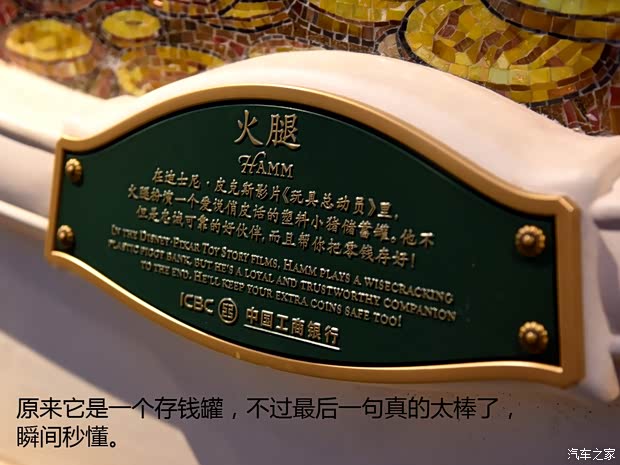 火腿
HAMM
在迪士尼·皮克斯影片《玩具总动员》里,
火腿扮演一个爱说俏皮话的塑料小猪储蓄罐。他不
但是忠诚可靠的好伙伴,而且帮你把零钱存好!
IN THE DISNEY·PIXAR TOY STORY FILMS, HAMM PLAYS A WISECRACKING
PLASTIC PIGGY BANK, BUT HE'S A LOYAL AND TRUSTWORTHY COMPANION
TO THE END. HE'LL KEEP YOUR EXTRA COINS SAFE TOO!
ICBC 中国工商银行
原来它是一个存钱罐，不过最后一句真的太棒了，
瞬间秒懂。
汽车之家